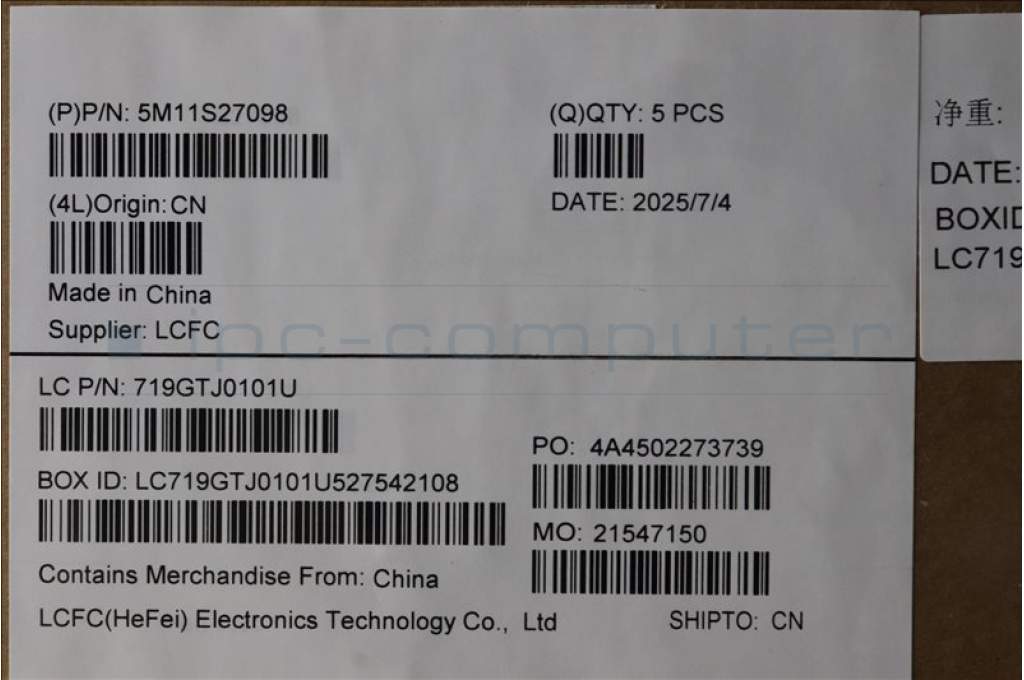 (P)P/N: 5M11S27098
(Q)QTY: 5 PCS
(4L)Origin:CN
DATE: 2025/7/4
Made in China
Supplier: LCFC
ipc-computer
LC P/N: 719GTJ0101U
PO: 4A4502273739
BOX ID: LC719GTJ0101U527542108
MO: 21547150
Contains Merchandise From: China
LCFC(HeFei) Electronics Technology Co., Ltd
SHIPTO: CN
净重:
DATE:
BOXID
LC719